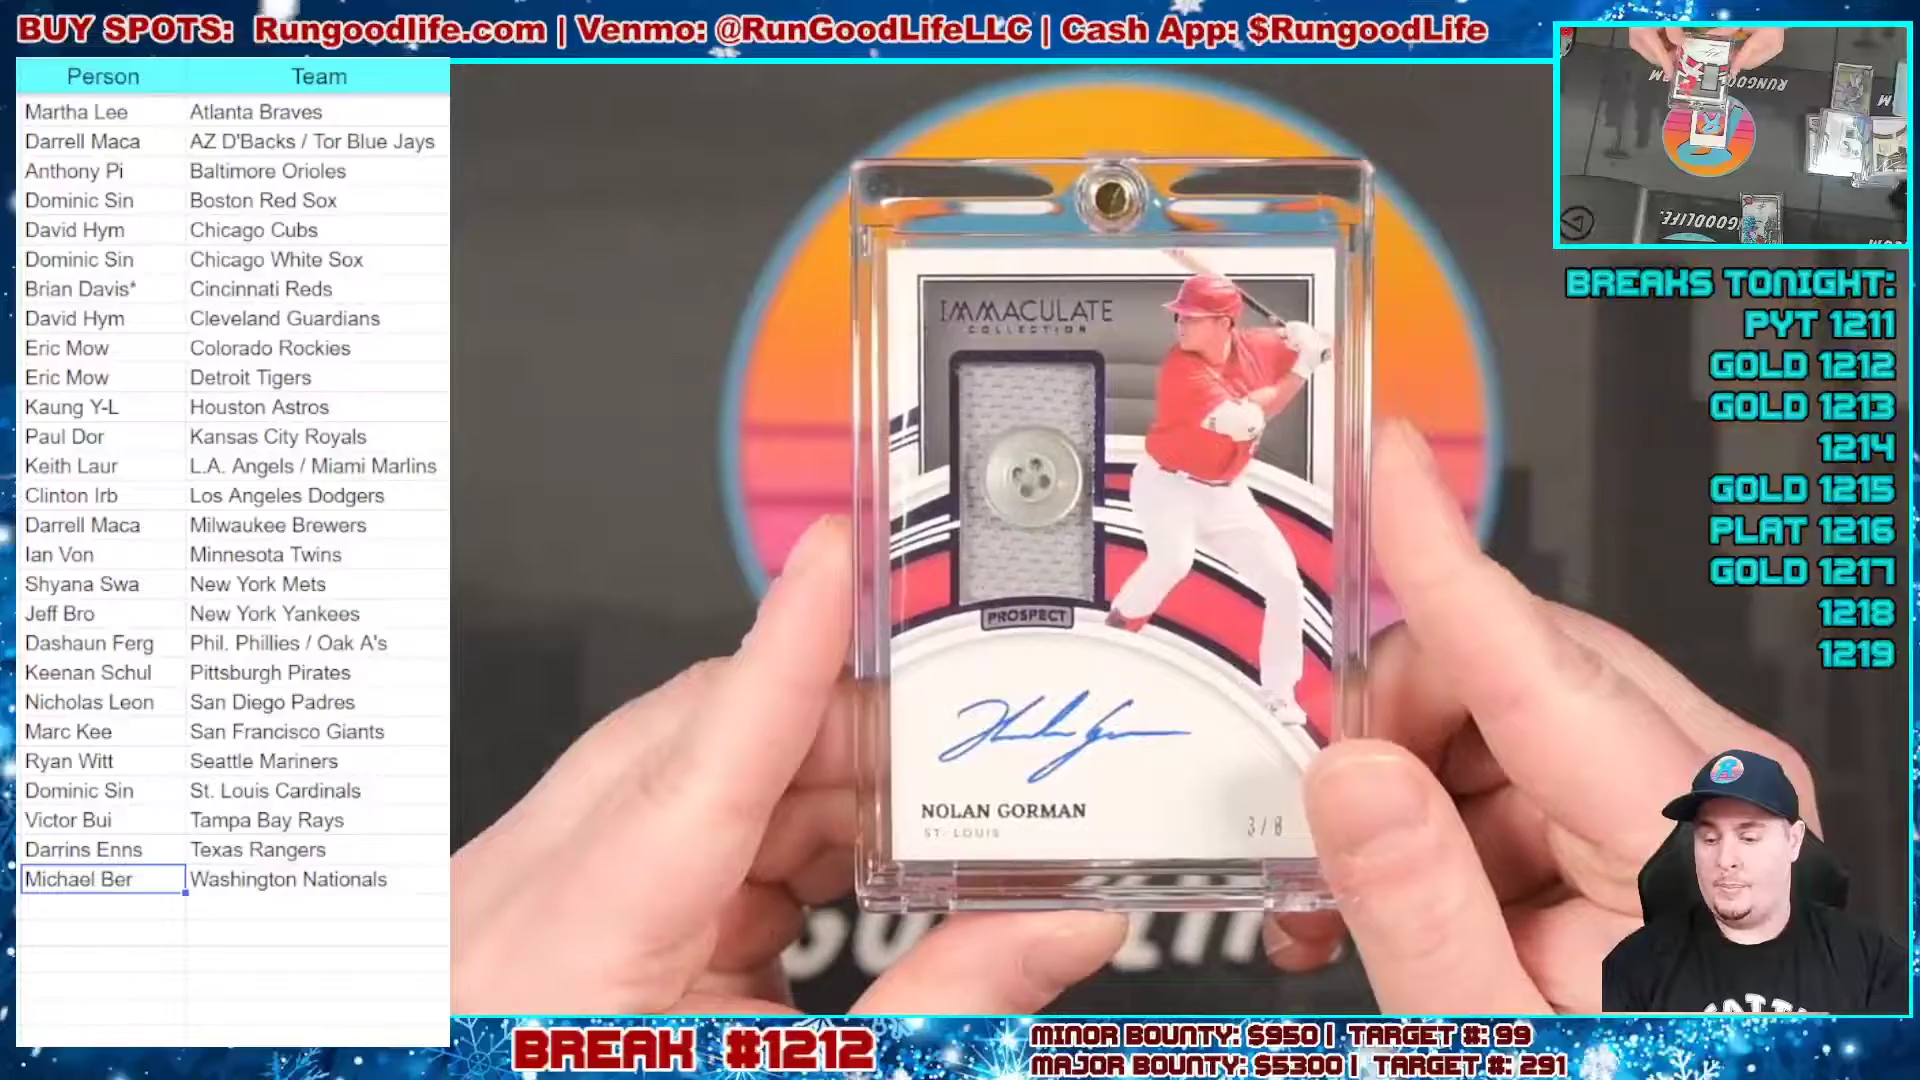 BUY SPOTS: Rungoodlife.com | Venmo: @RunGoodLifeLLC | Cash App: $RungoodLife
Person Team
Martha Lee Atlanta Braves
Darrell Maca AZ D'Backs / Tor Blue Jays
Anthony Pi Baltimore Orioles
Dominic Sin Boston Red Sox
David Hym Chicago Cubs
Dominic Sin Chicago White Sox
Brian Davis* Cincinnati Reds
David Hym Cleveland Guardians
Eric Mow Colorado Rockies
Eric Mow Detroit Tigers
Kaung Y-L Houston Astros
Paul Dor Kansas City Royals
Keith Laur L.A. Angels / Miami Marlins
Clinton Irb Los Angeles Dodgers
Darrell Maca Milwaukee Brewers
Ian Von Minnesota Twins
Shyana Swa New York Mets
Jeff Bro New York Yankees
Dashaun Ferg Phil. Phillies / Oak A's
Keenan Schul Pittsburgh Pirates
Nicholas Leon San Diego Padres
Marc Kee San Francisco Giants
Ryan Witt Seattle Mariners
Dominic Sin St. Louis Cardinals
Victor Bui Tampa Bay Rays
Darrins Enns Texas Rangers
Michael Ber Washington Nationals
IMMACULATE
COLLECTION
PROSPECT
NOLAN GORMAN
ST. LOUIS
3/8
BREAKS TONIGHT:
PYT 1211
GOLD 1212
GOLD 1213
1214
GOLD 1215
PLAT 1216
GOLD 1217
1218
1219
BREAK #1212
MINOR BOUNTY: $950 | TARGET #: 99
MAJOR BOUNTY: $5300 | TARGET #: 291